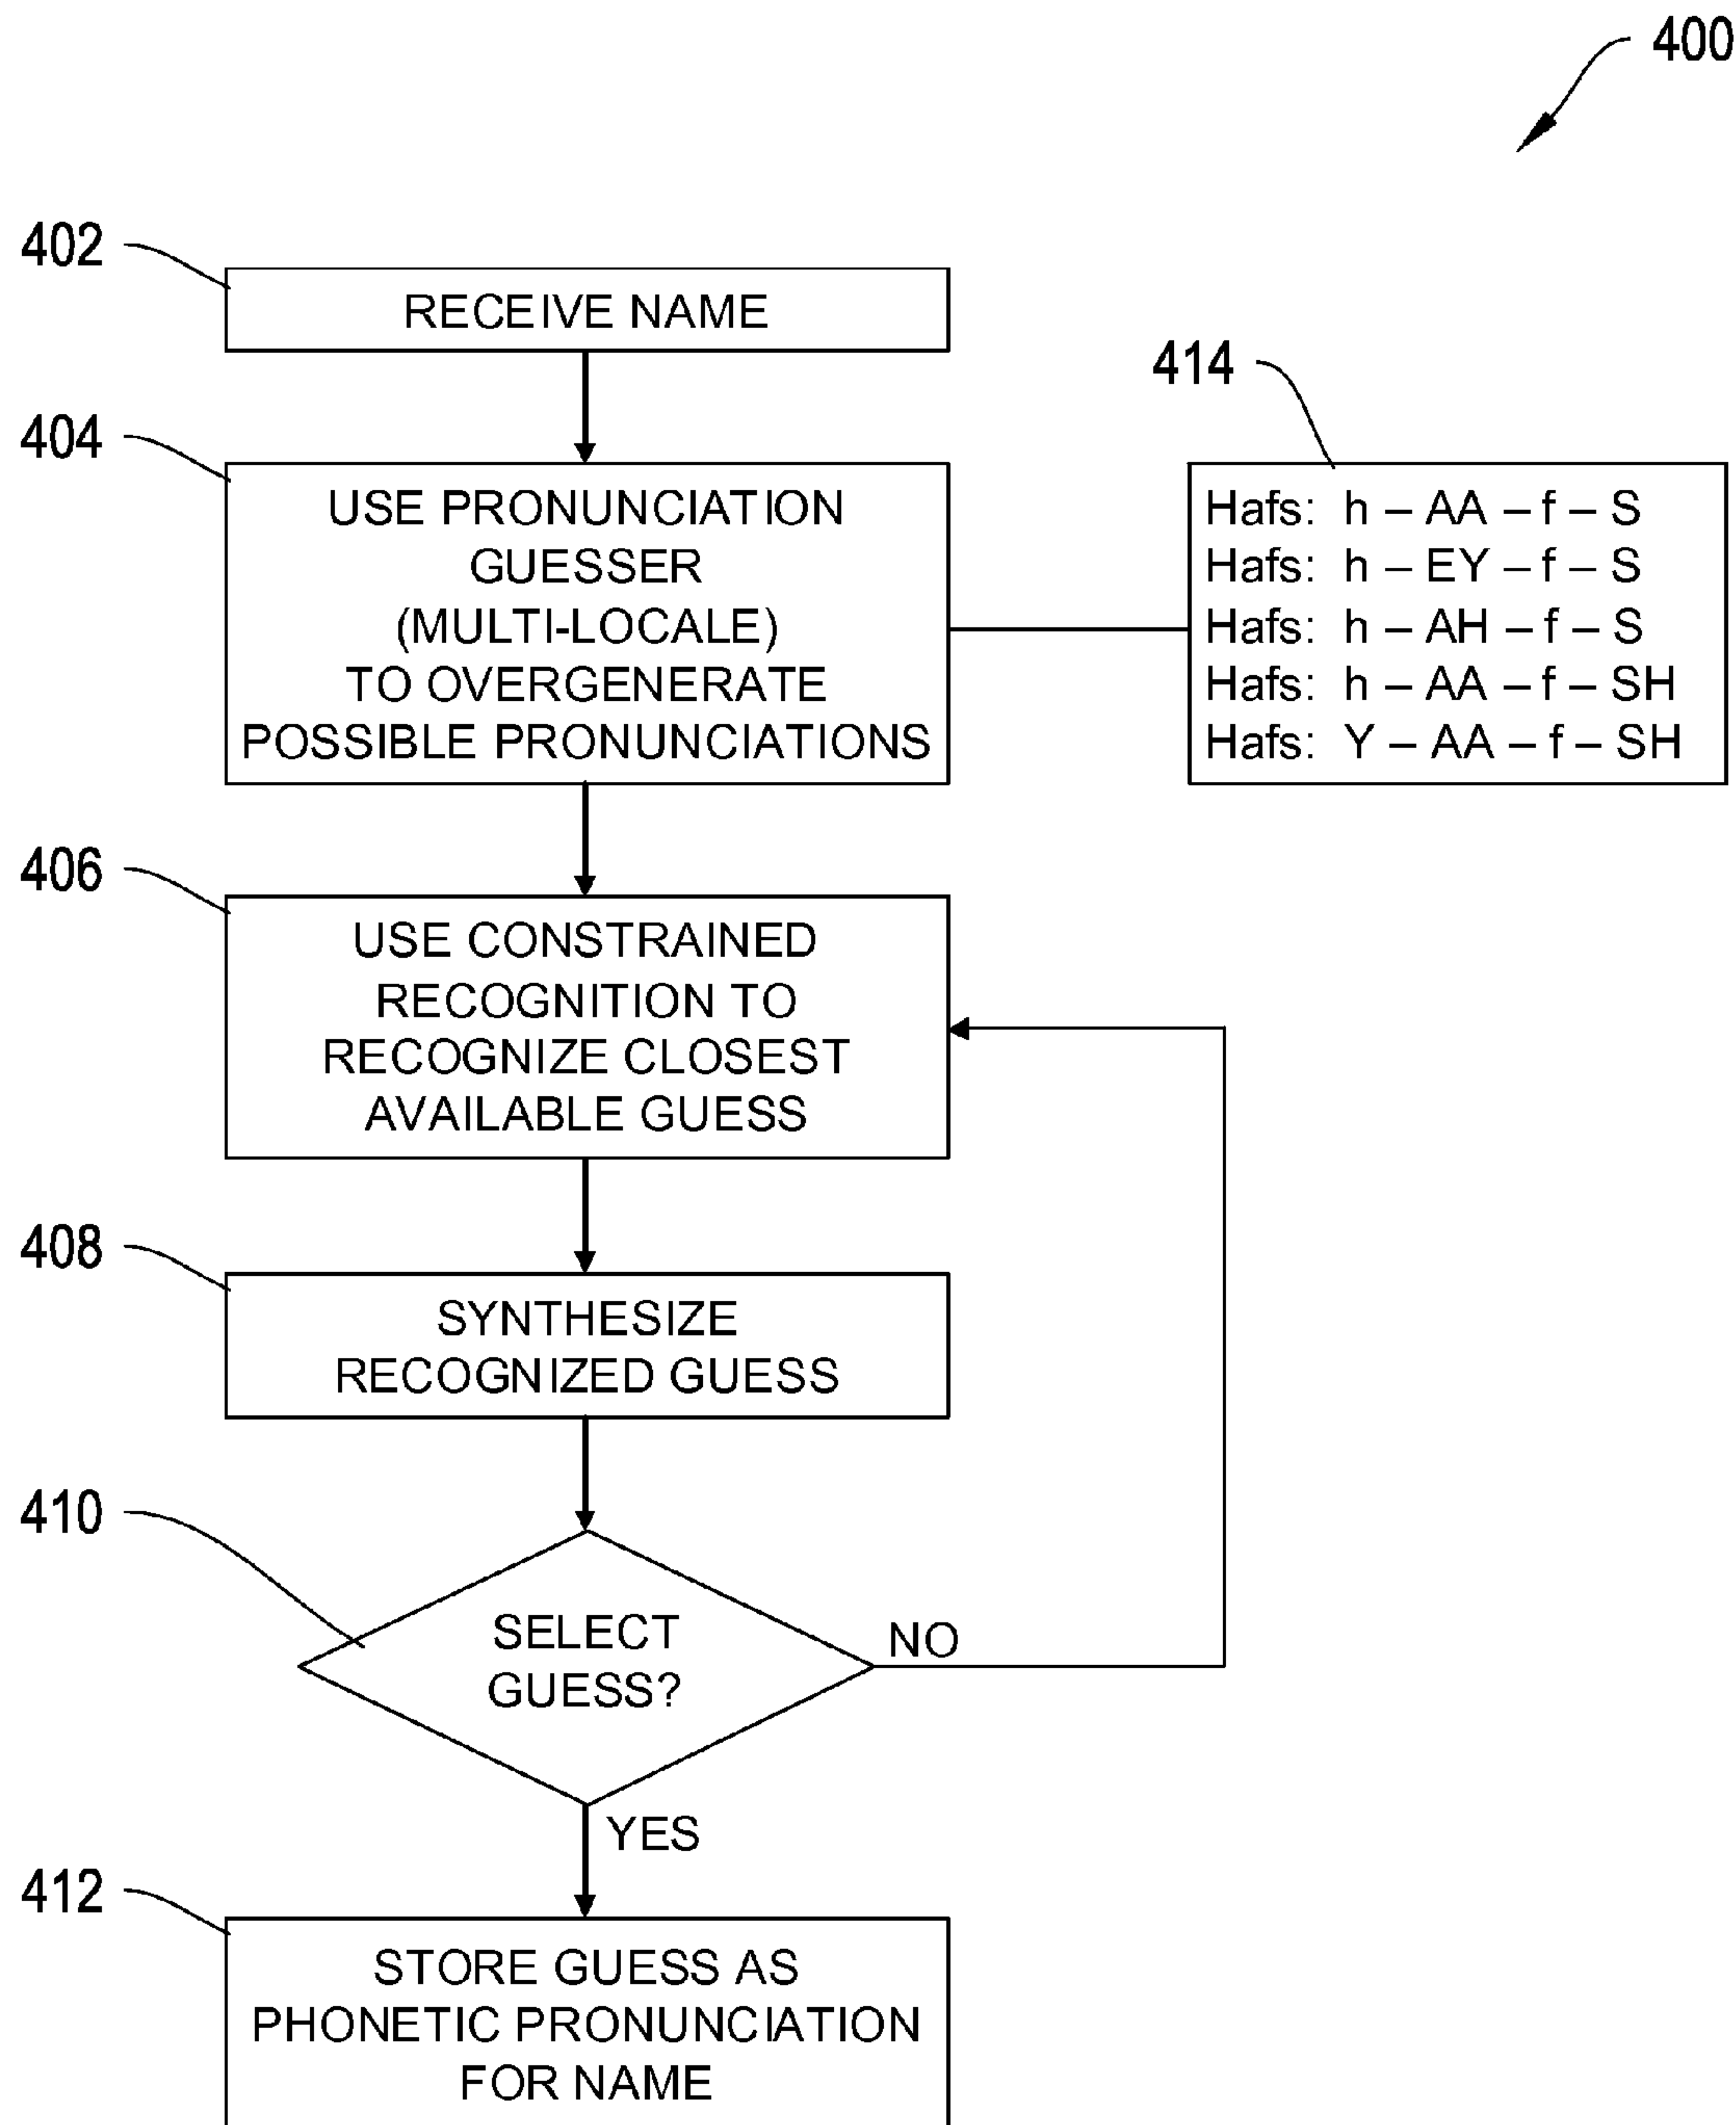 400
402
RECEIVE NAME
414
404
USE PRONUNCIATION
GUESSER
(MULTI-LOCALE)
TO OVERGENERATE
POSSIBLE PRONUNCIATIONS
Hafs: h – AA – f – S
Hafs: h – EY – f – S
Hafs: h – AH – f – S
Hafs: h – AA – f – SH
Hafs: Y – AA – f – SH
406
USE CONSTRAINED
RECOGNITION TO
RECOGNIZE CLOSEST
AVAILABLE GUESS
408
SYNTHESIZE
RECOGNIZED GUESS
410
SELECT
GUESS?
NO
YES
412
STORE GUESS AS
PHONETIC PRONUNCIATION
FOR NAME